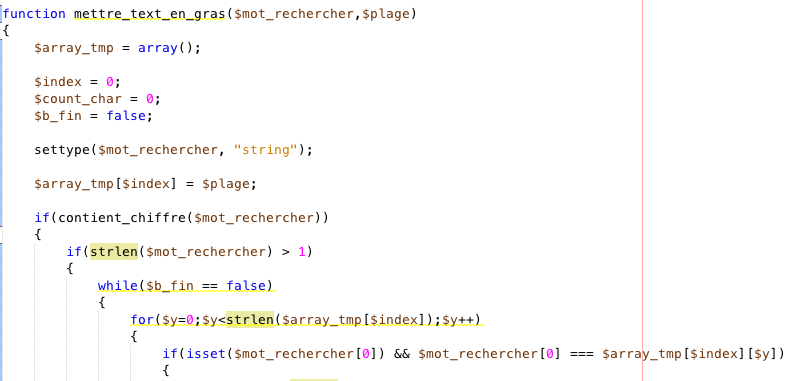 function mettre_text_en_gras($mot_rechercher,$plage)
{
$array_tmp = array();
$index = 0;
$count_char = 0;
$b_fin = false;
settype($mot_rechercher, "string");
$array_tmp[$index] = $plage;
if(contient_chiffre($mot_rechercher))
{
if(strlen($mot_rechercher) > 1)
{
while($b_fin == false)
{
for($y=0;$y<strlen($array_tmp[$index]);$y++)
{
if(isset($mot_rechercher[0]) && $mot_rechercher[0] === $array_tmp[$index][$y])
{